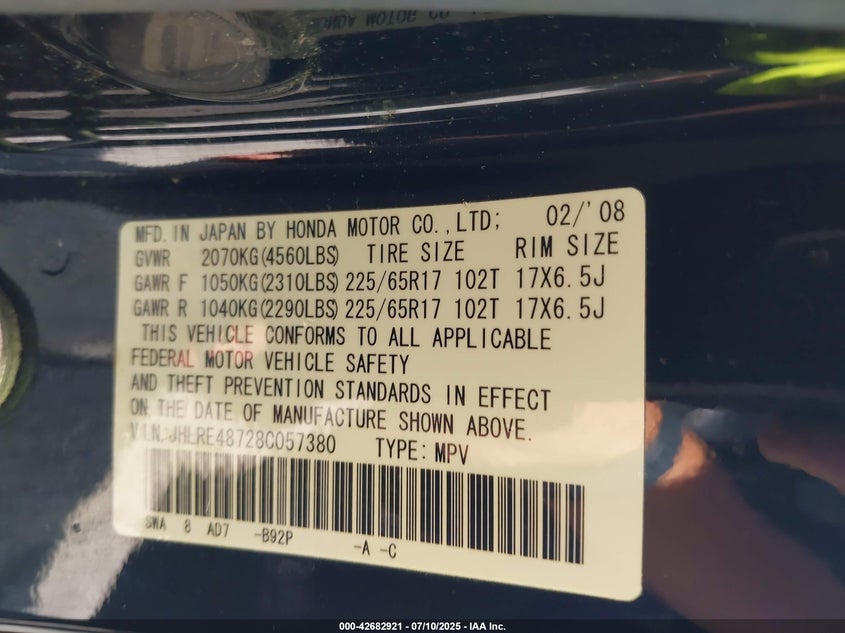 MFD. IN JAPAN BY HONDA MOTOR CO.,LTD; 02/'08
GVWR 2070KG(4560LBS) TIRE SIZE RIM SIZE
GAWR F 1050KG(2310LBS) 225/65R17 102T 17X6.5J
GAWR R 1040KG(2290LBS) 225/65R17 102T 17X6.5J
THIS VEHICLE CONFORMS TO ALL APPLICABLE
FEDERAL MOTOR VEHICLE SAFETY
AND THEFT PREVENTION STANDARDS IN EFFECT
ON THE DATE OF MANUFACTURE SHOWN ABOVE.
V.I.N.:JHLRE48728C057380 TYPE: MPV
SWA 8 AD7 -B92P -A -C
000-42682921 - 07/10/2025 - IAA Inc.